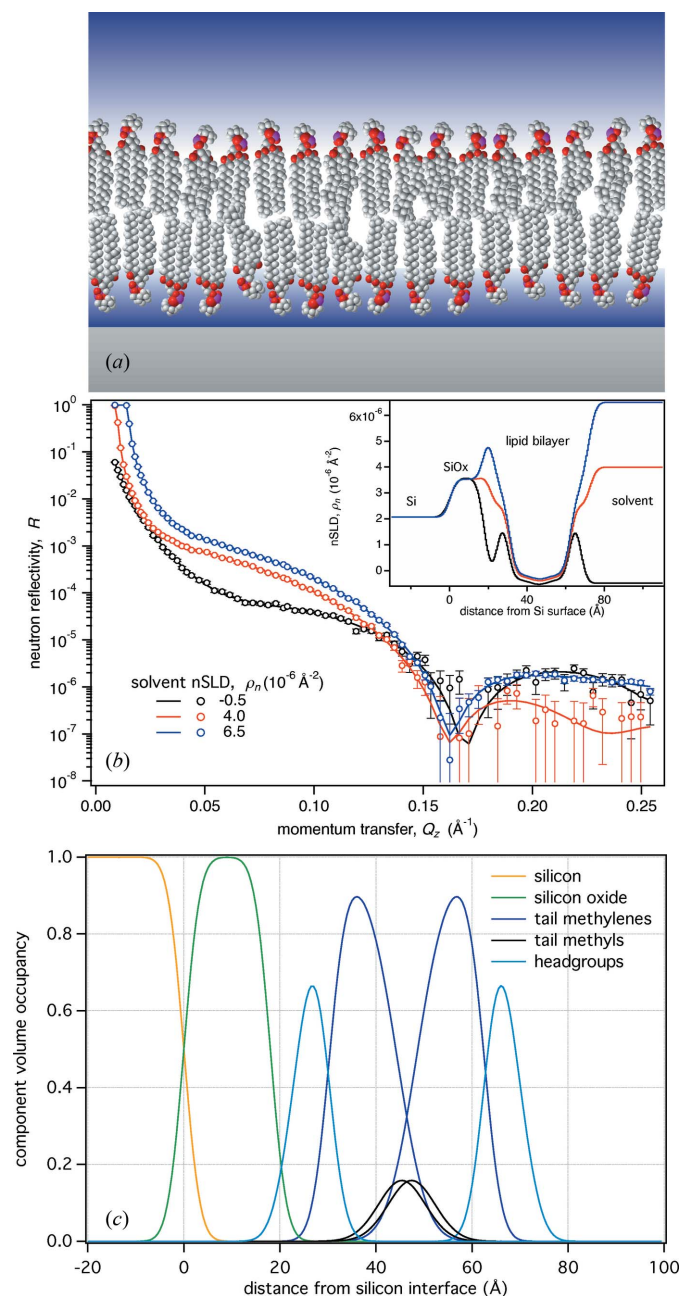 (a)
neutron reflectivity, R
10⁰
10⁻¹
10⁻²
10⁻³
10⁻⁴
10⁻⁵
10⁻⁶
10⁻⁷
10⁻⁸
nSLD, ρn (10⁻⁶ Å⁻²)
6x10⁻⁶
4
3
2
1
0
Si
SiOx
lipid bilayer
solvent
0
40
80
distance from Si surface (Å)
solvent nSLD, ρn (10⁻⁶ Å⁻²)
-0.5
4.0
6.5
(b)
0.00
0.05
0.10
0.15
0.20
0.25
momentum transfer, Qz (Å⁻¹)
component volume occupancy
1.0
0.8
0.6
0.4
0.2
0.0
silicon
silicon oxide
tail methylenes
tail methyls
headgroups
(c)
-20
0
20
40
60
80
100
distance from silicon interface (Å)